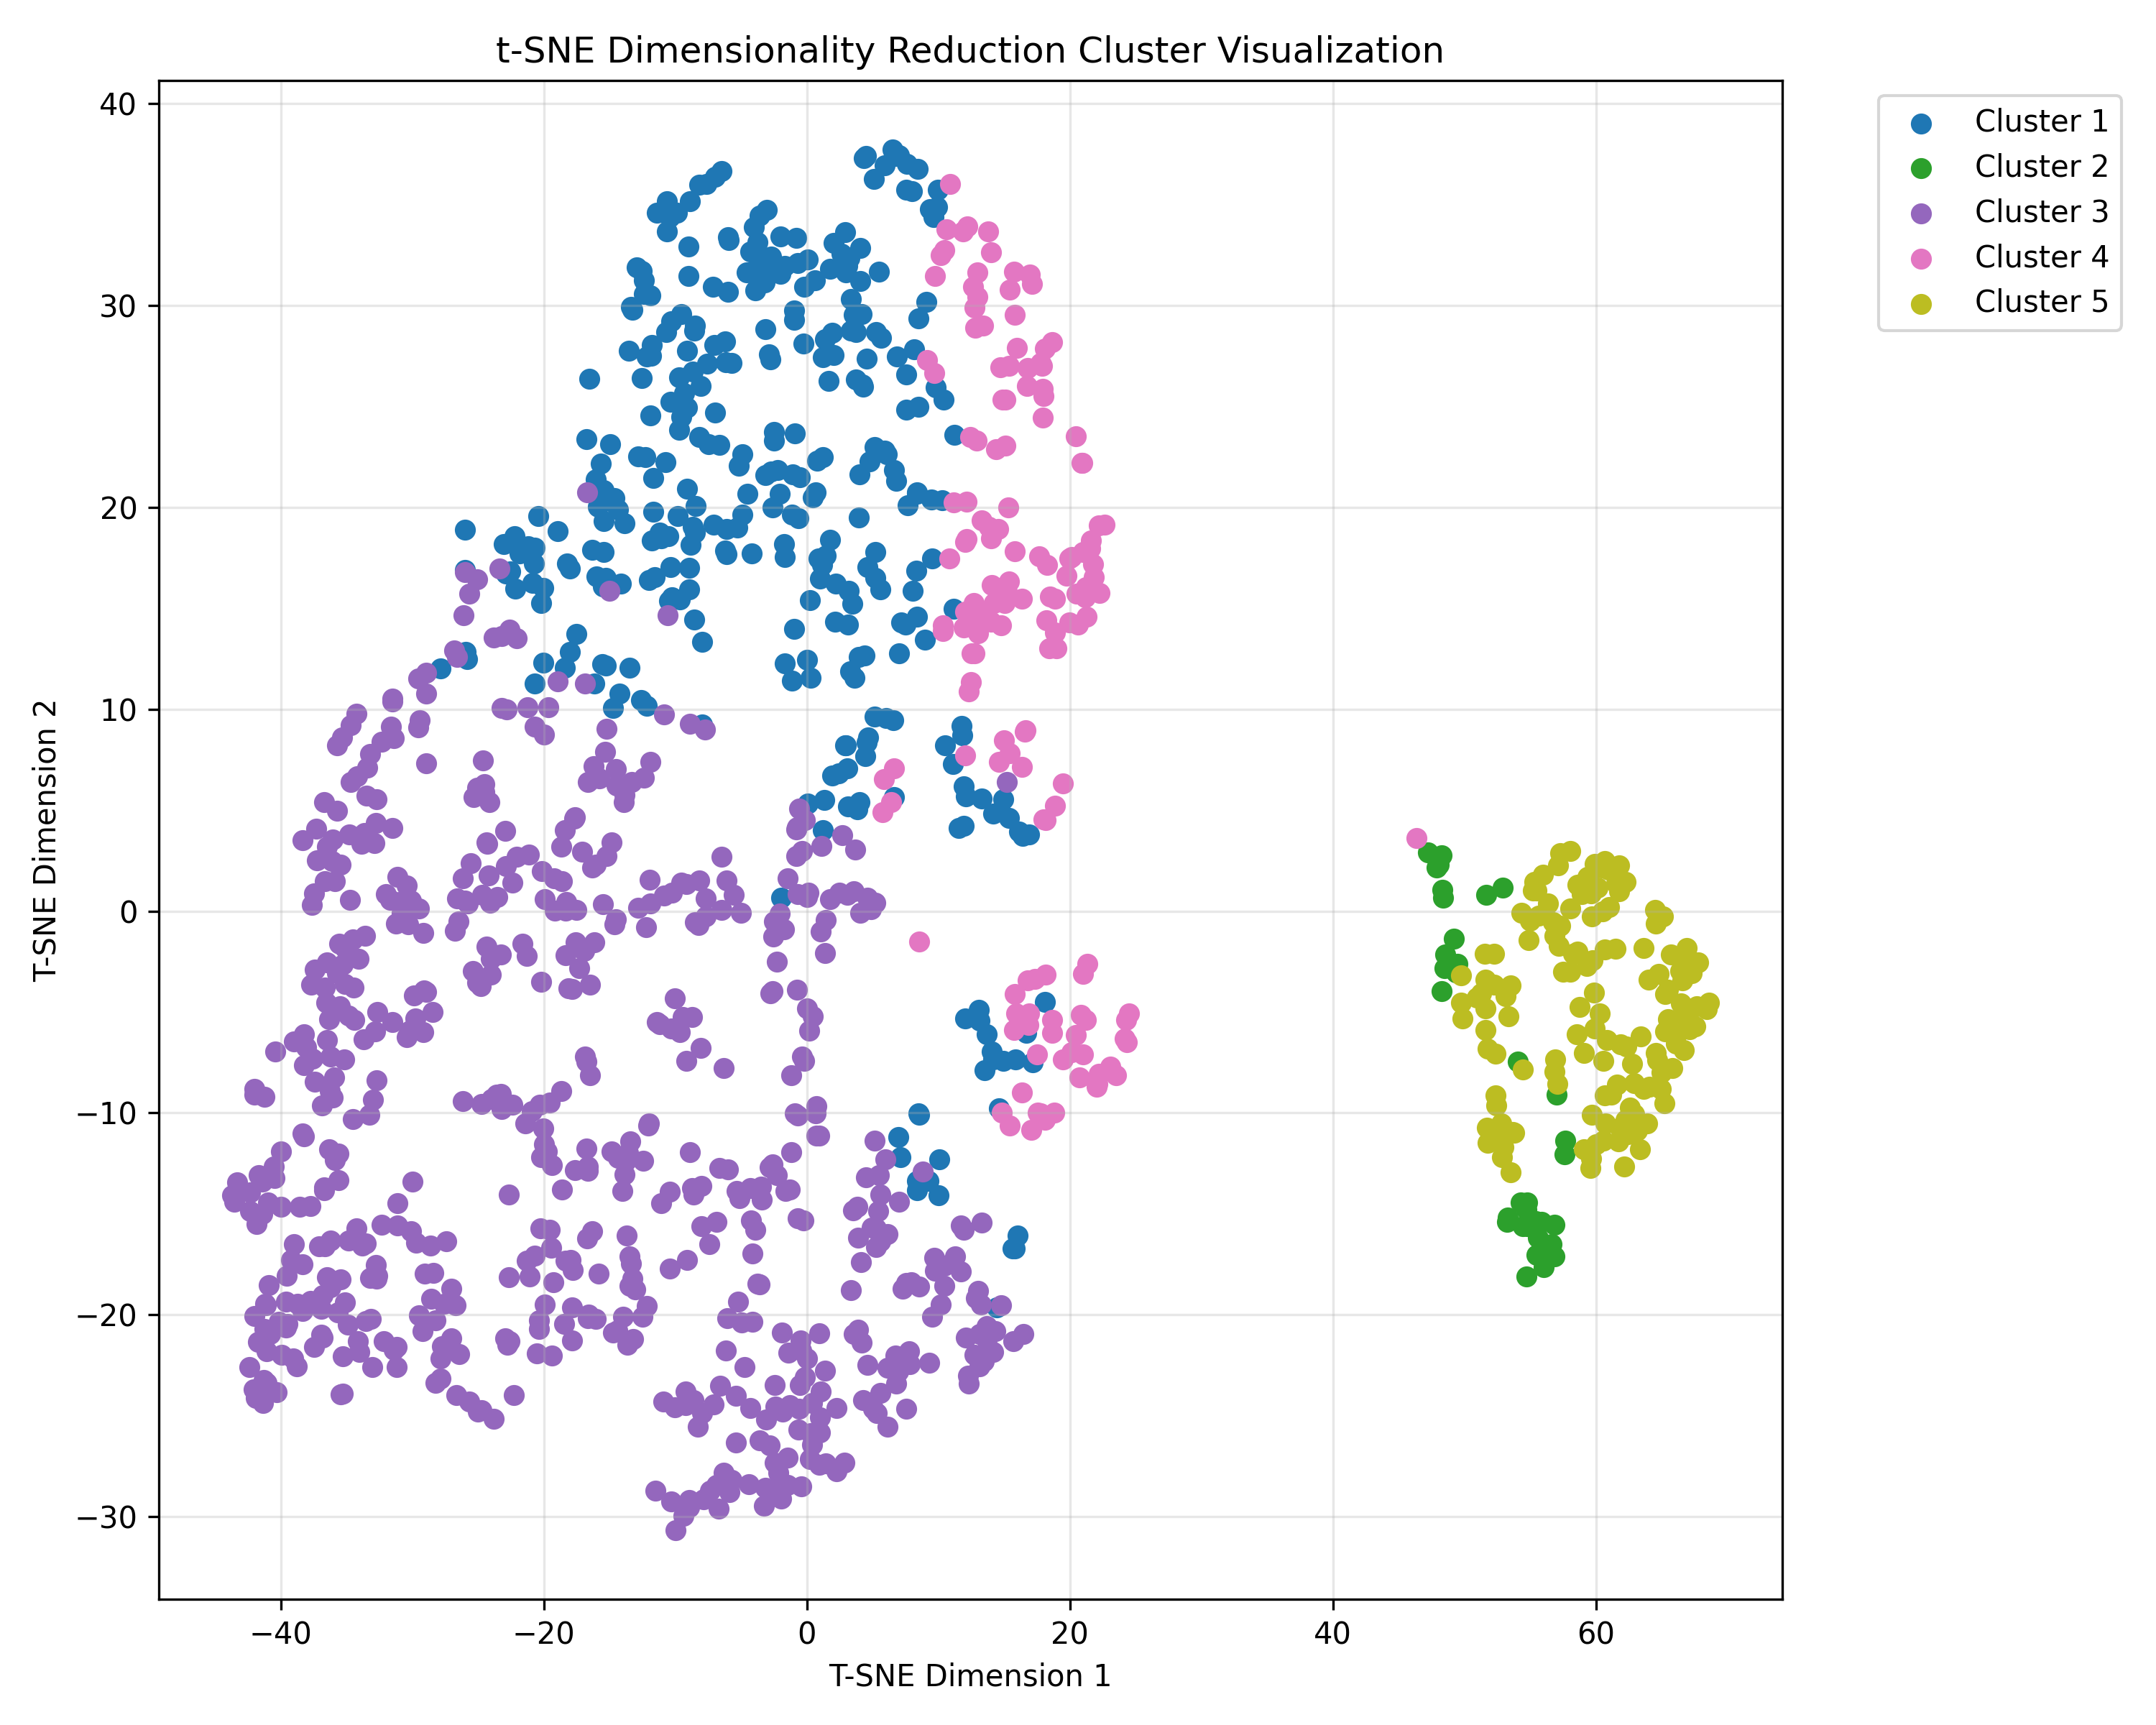 t-SNE Dimensionality Reduction Cluster Visualization
40
30
20
10
0
−10
−20
−30
T-SNE Dimension 2
−40
−20
0
20
40
60
T-SNE Dimension 1
Cluster 1
Cluster 2
Cluster 3
Cluster 4
Cluster 5